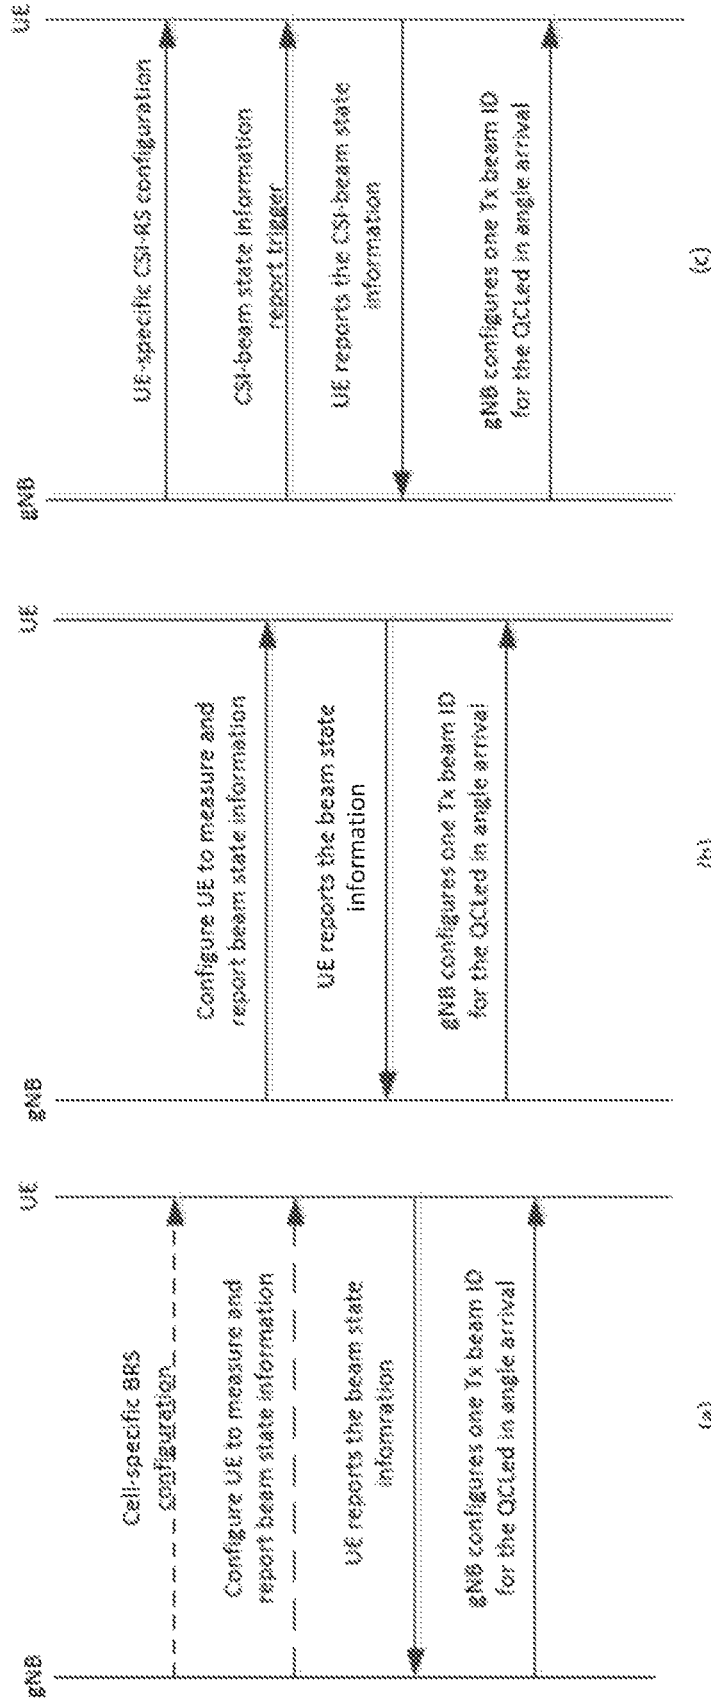 gNB
UE
Cell-specific BRS
configuration
Configure UE to measure and
report beam state information
UE reports the beam state
infomration
gNB configures one Tx beam ID
for the QCLed in angle arrival
(a)
gNB
UE
Configure UE to measure and
report beam state information
UE reports the beam state
information
gNB configures one Tx beam ID
for the QCLed in angle arrival
(b)
gNB
UE
UE-specific CSI-RS configuration
CSI-beam state information
report trigger
UE reports the CSI-beam state
information
gNB configures one Tx beam ID
for the QCLed in angle arrival
(c)